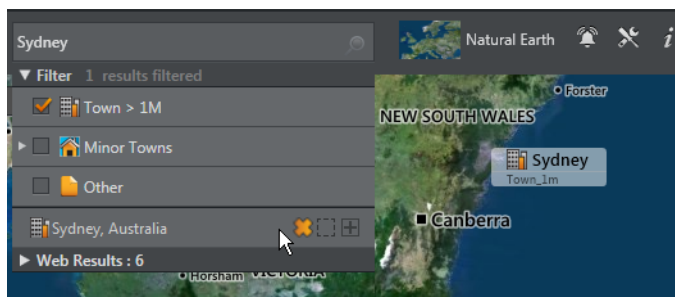 Sydney
Natural Earth
i
Filter 1 results filtered
Town > 1M
Minor Towns
Other
Sydney, Australia
Web Results : 6
Forster
NEW SOUTH WALES
Sydney
Town_1m
Canberra
Horsham
VICTORIA